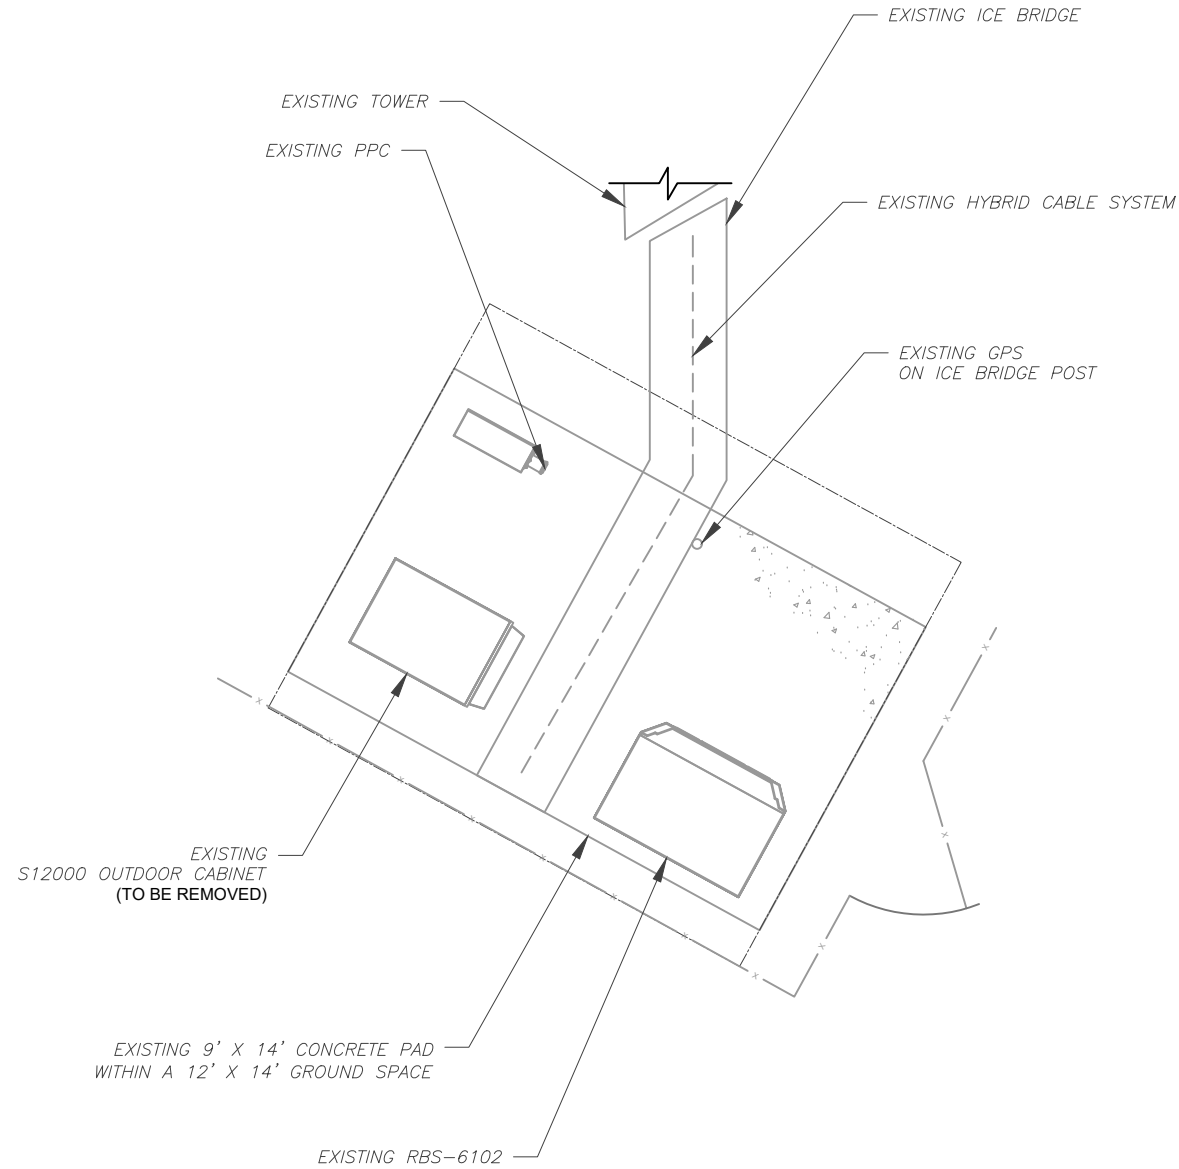 EXISTING ICE BRIDGE
EXISTING TOWER
EXISTING PPC
EXISTING HYBRID CABLE SYSTEM
EXISTING GPS
ON ICE BRIDGE POST
EXISTING
S12000 OUTDOOR CABINET
(TO BE REMOVED)
EXISTING 9' X 14' CONCRETE PAD
WITHIN A 12' X 14' GROUND SPACE
EXISTING RBS-6102